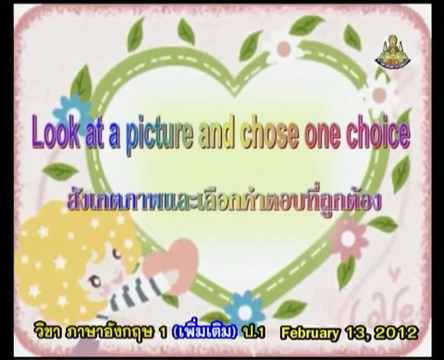 Look at a picture and chose one choice
สังเกตภาพและเลือกคำตอบที่ถูกต้อง
วิชา ภาษาอังกฤษ 1 (เพิ่มเติม) ป.1 February 13, 2012